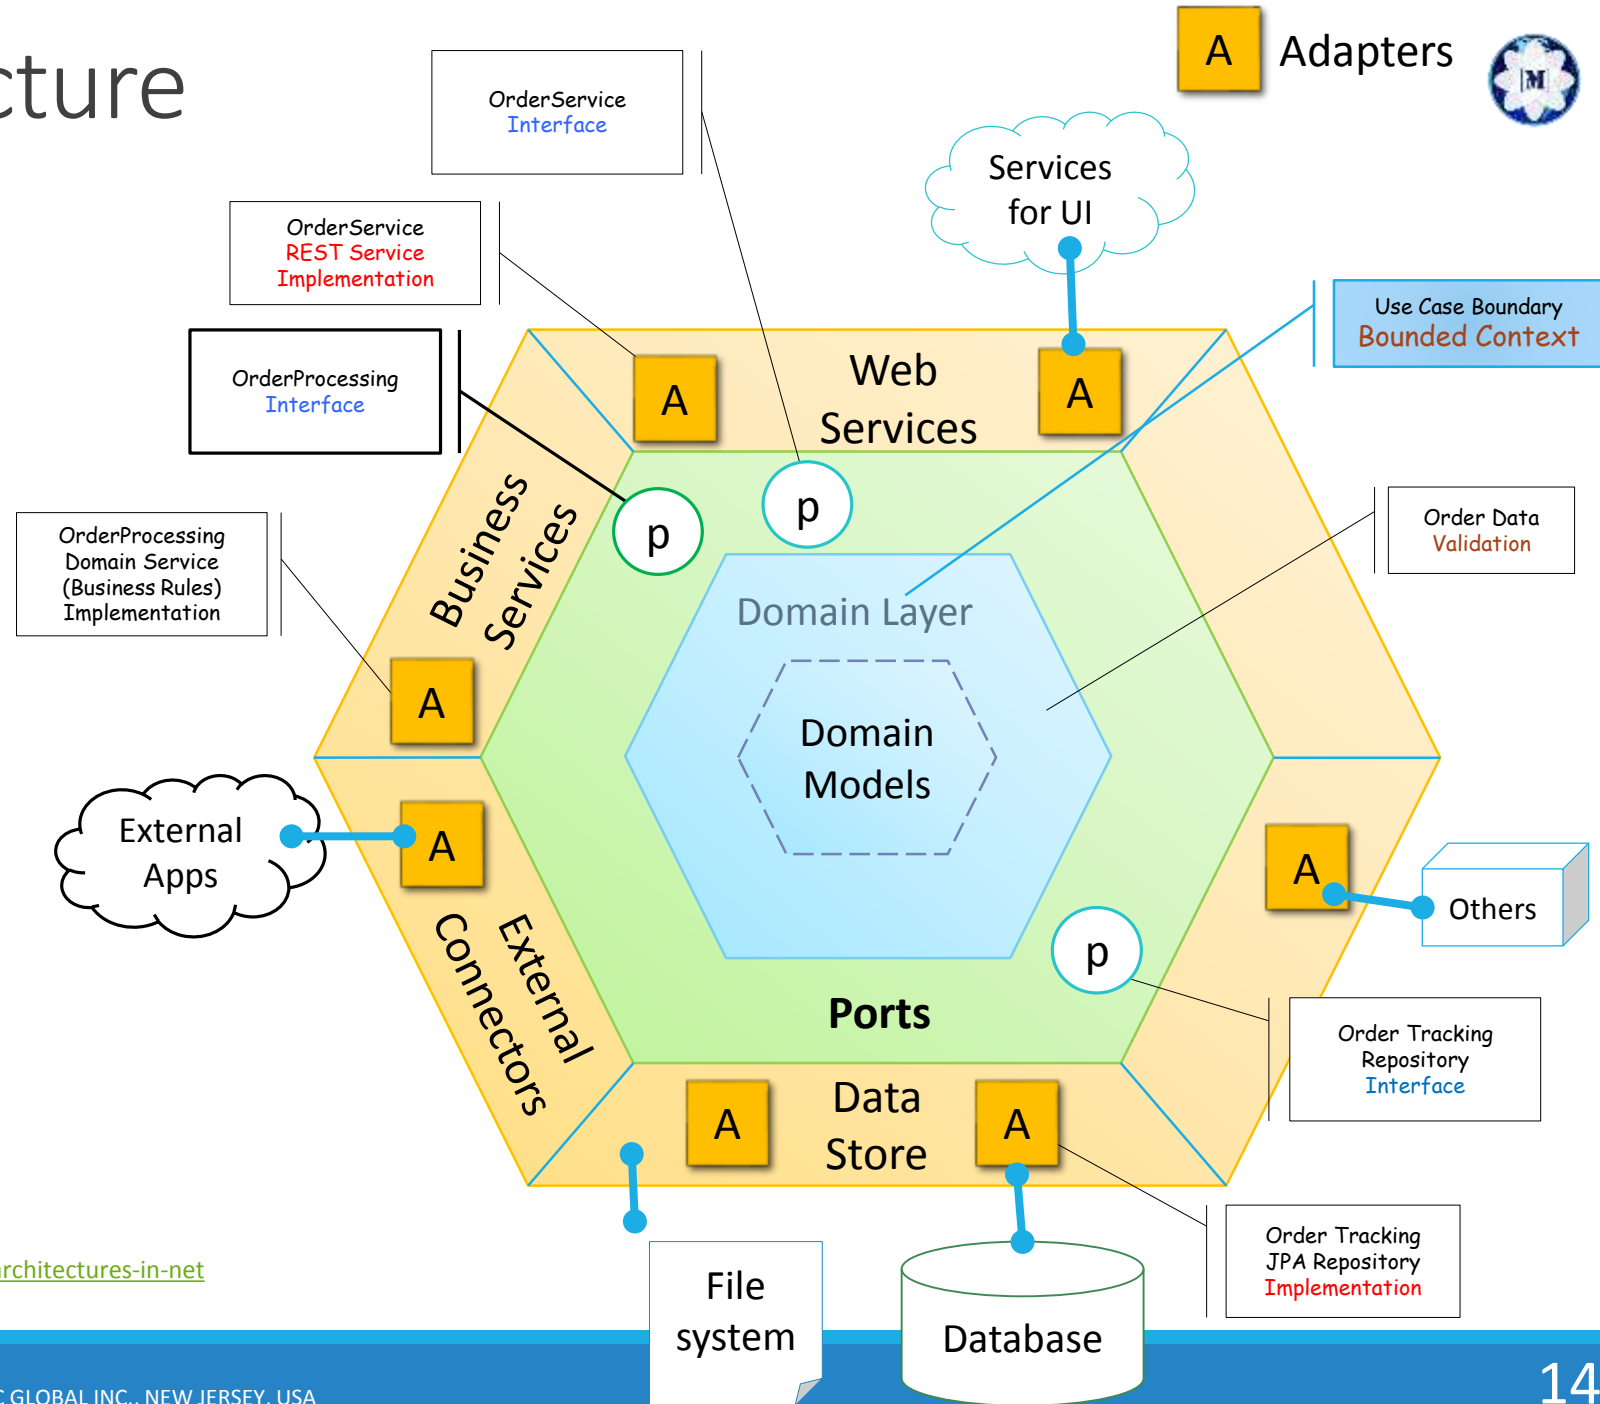 cture
A Adapters
M
OrderService
Interface
Services
for UI
OrderService
REST Service
Implementation
Use Case Boundary
Bounded Context
OrderProcessing
Interface
A
Web
Services
A
p
p
Business
Services
Order Data
Validation
OrderProcessing
Domain Service
(Business Rules)
Implementation
Domain Layer
A
Domain
Models
External
Apps
A
A
Others
External
Connectors
p
Ports
Order Tracking
Repository
Interface
A
Data
Store
A
Order Tracking
JPA Repository
Implementation
rchitectures-in-net
File
system
Database
C GLOBAL INC., NEW JERSEY, USA
14